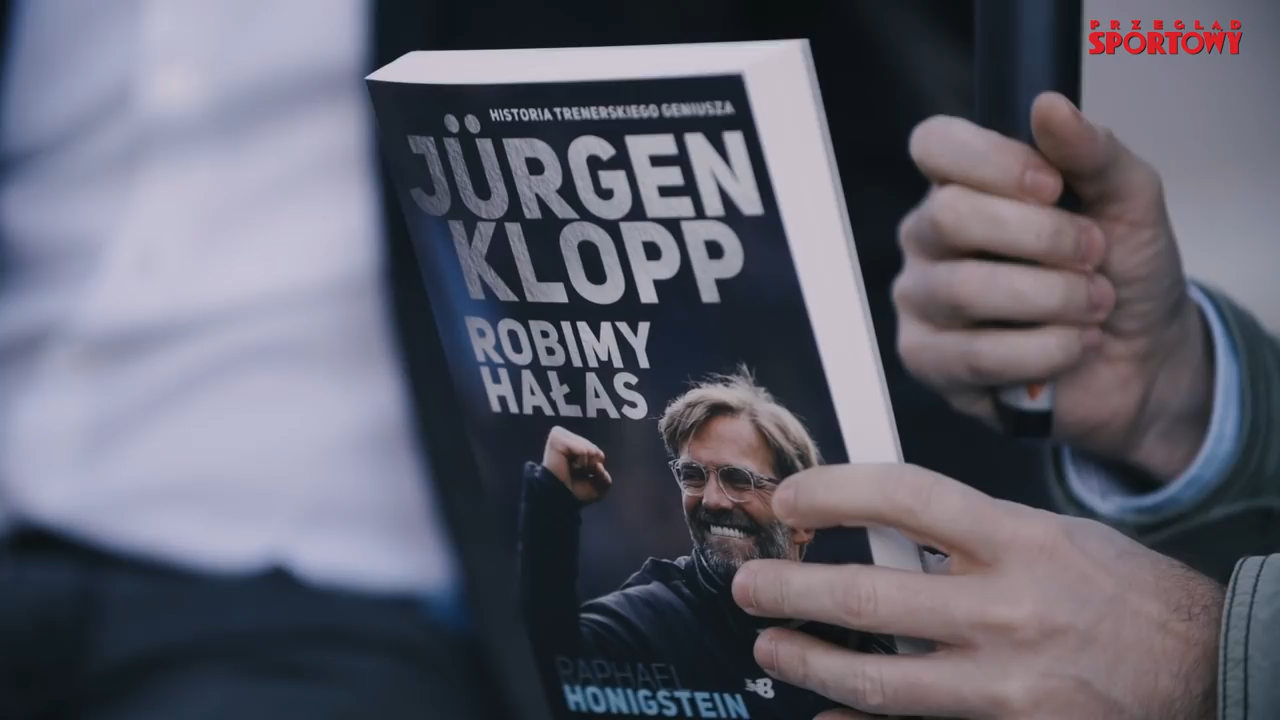 PRZEGLĄD
SPORTOWY
HISTORIA TRENERSKIEGO GENIUSZA
JÜRGEN
KLOPP
ROBIMY
HAŁAS
RAPHAEL
HONIGSTEIN